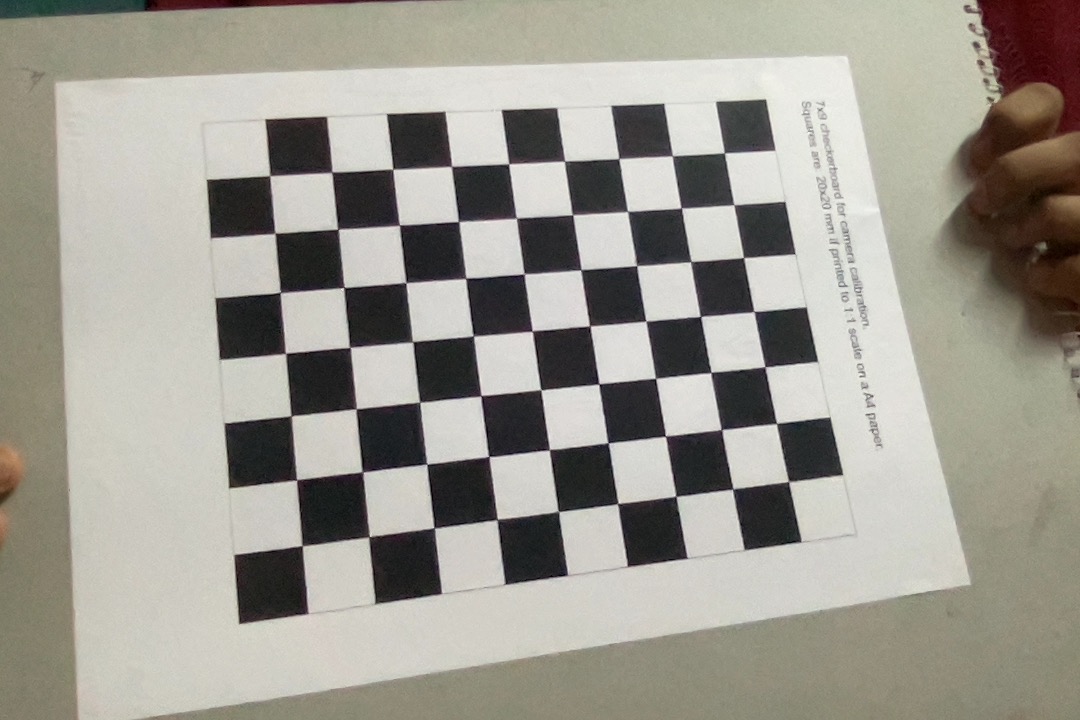 7x9 checkerboard for camera calibration.
Squares are 20x20 mm if printed to 1:1 scale on a A4 paper.